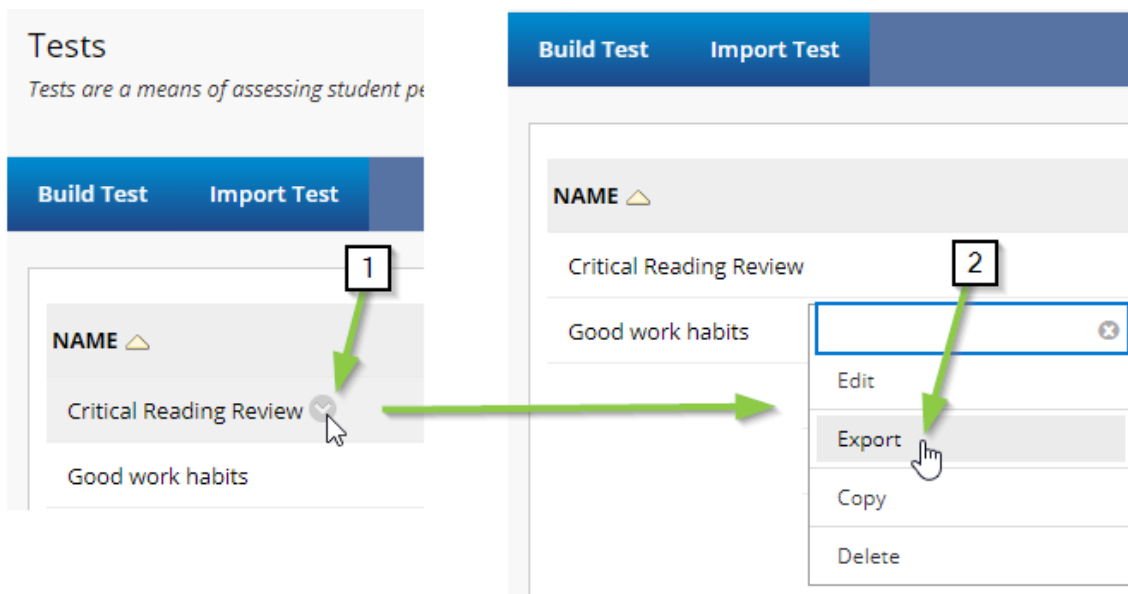 Tests
Tests are a means of assessing student pe
Build Test Import Test
1
NAME
Critical Reading Review
Good work habits
Build Test Import Test
NAME
2
Critical Reading Review
Good work habits
Edit
Export
Copy
Delete